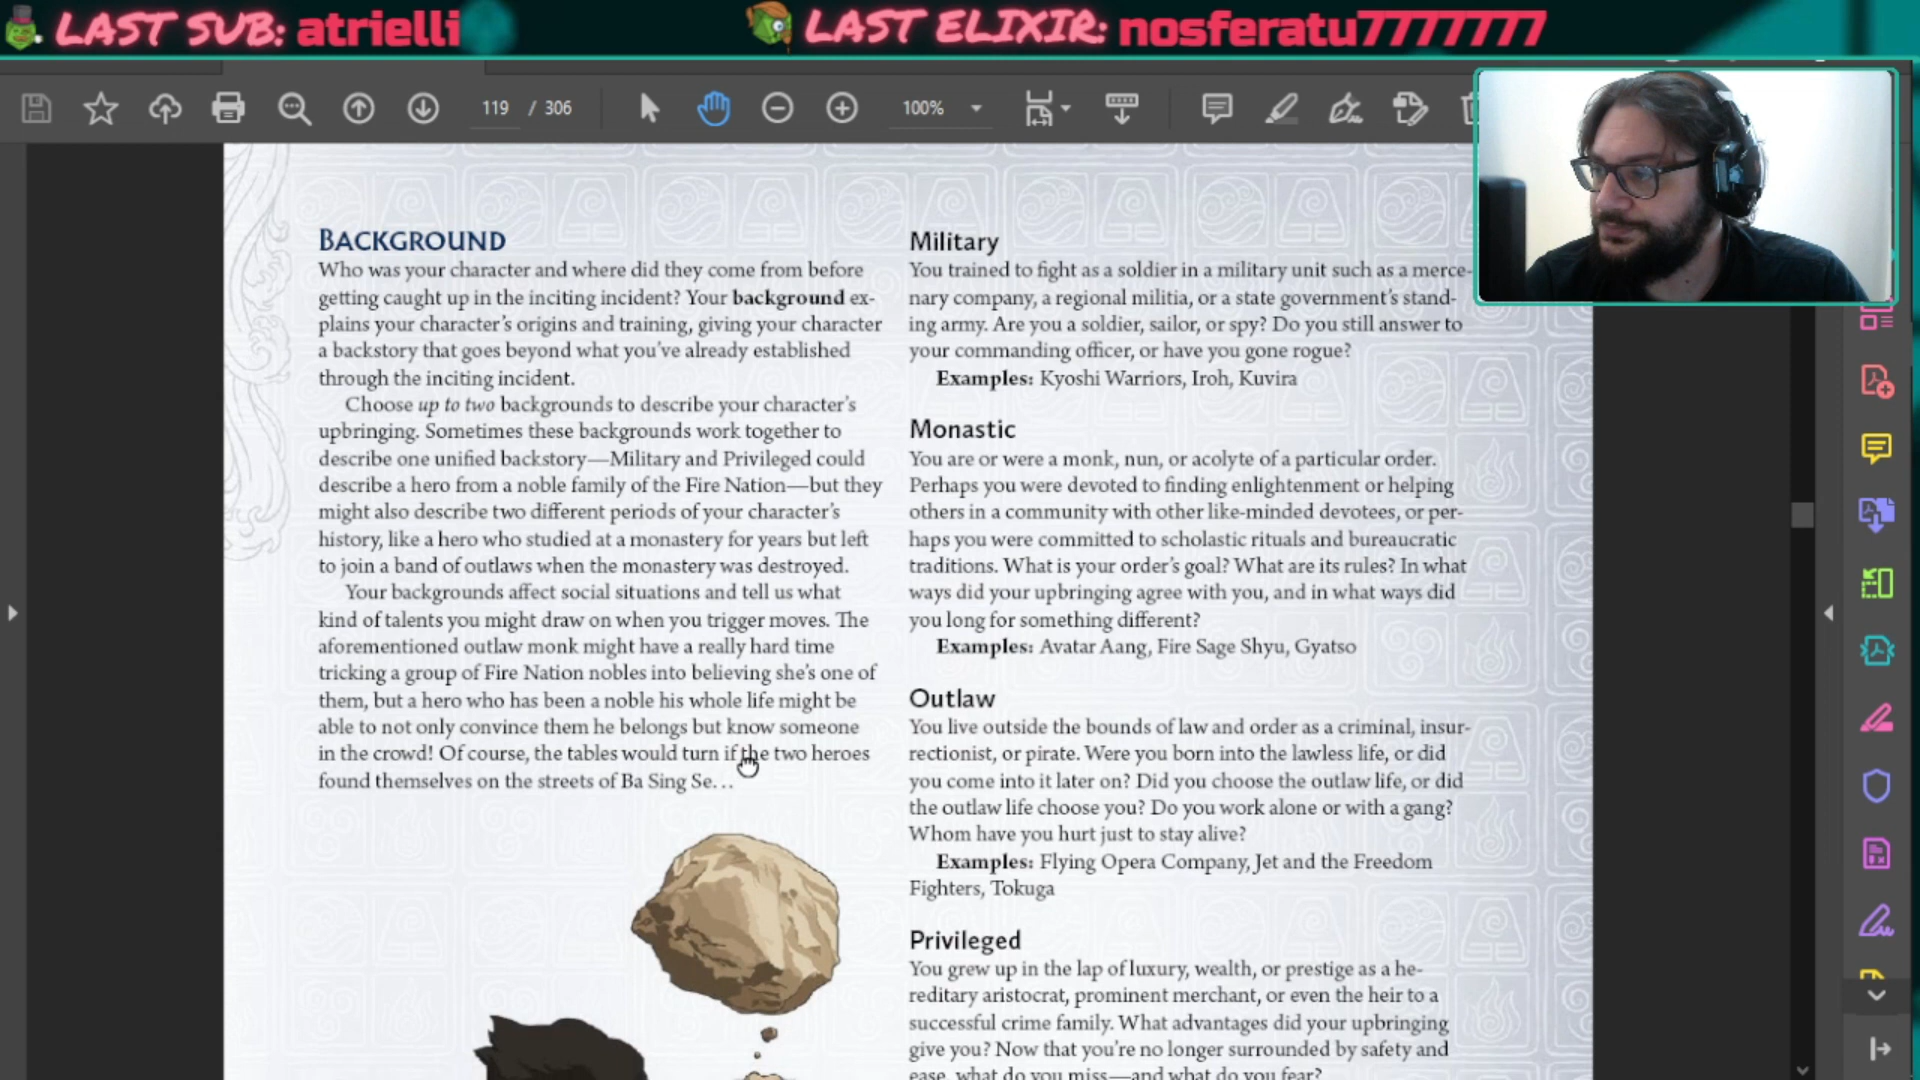 LAST SUB: atrielli
LAST ELIXIR: nosferatu7777777
119 / 306
100%
BACKGROUND
Who was your character and where did they come from before
getting caught up in the inciting incident? Your background ex-
plains your character's origins and training, giving your character
a backstory that goes beyond what you've already established
through the inciting incident.
Choose up to two backgrounds to describe your character's
upbringing. Sometimes these backgrounds work together to
describe one unified backstory—Military and Privileged could
describe a hero from a noble family of the Fire Nation—but they
might also describe two different periods of your character's
history, like a hero who studied at a monastery for years but left
to join a band of outlaws when the monastery was destroyed.
Your backgrounds affect social situations and tell us what
kind of talents you might draw on when you trigger moves. The
aforementioned outlaw monk might have a really hard time
tricking a group of Fire Nation nobles into believing she's one of
them, but a hero who has been a noble his whole life might be
able to not only convince them he belongs but know someone
in the crowd! Of course, the tables would turn if the two heroes
found themselves on the streets of Ba Sing Se…
Military
You trained to fight as a soldier in a military unit such as a merce-
nary company, a regional militia, or a state government's stand-
ing army. Are you a soldier, sailor, or spy? Do you still answer to
your commanding officer, or have you gone rogue?
Examples: Kyoshi Warriors, Iroh, Kuvira
Monastic
You are or were a monk, nun, or acolyte of a particular order.
Perhaps you were devoted to finding enlightenment or helping
others in a community with other like-minded devotees, or per-
haps you were committed to scholastic rituals and bureaucratic
traditions. What is your order's goal? What are its rules? In what
ways did your upbringing agree with you, and in what ways did
you long for something different?
Examples: Avatar Aang, Fire Sage Shyu, Gyatso
Outlaw
You live outside the bounds of law and order as a criminal, insur-
rectionist, or pirate. Were you born into the lawless life, or did
you come into it later on? Did you choose the outlaw life, or did
the outlaw life choose you? Do you work alone or with a gang?
Whom have you hurt just to stay alive?
Examples: Flying Opera Company, Jet and the Freedom
Fighters, Tokuga
Privileged
You grew up in the lap of luxury, wealth, or prestige as a he-
reditary aristocrat, prominent merchant, or even the heir to a
successful crime family. What advantages did your upbringing
give you? Now that you're no longer surrounded by safety and
ease, what do you miss—and what do you fear?